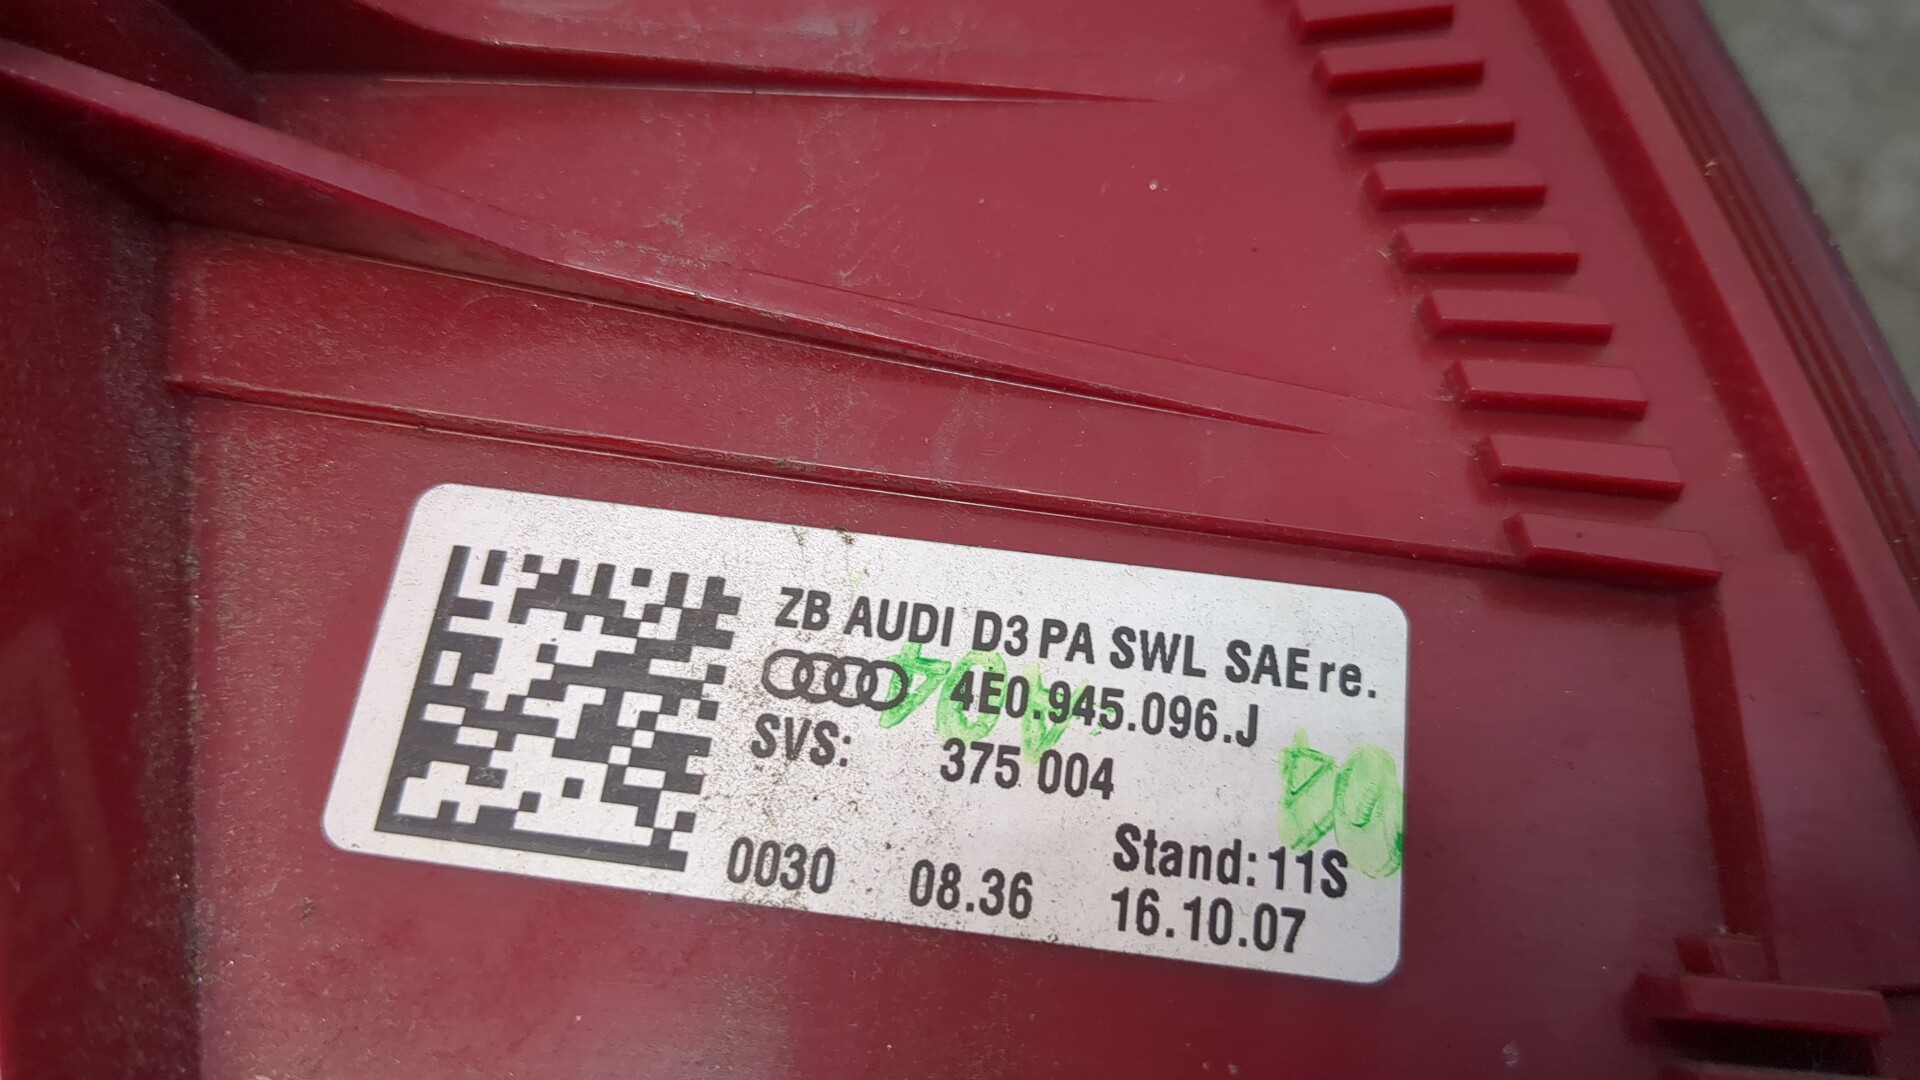 ZB AUDI D3 PA SWL SAE re.
4E0.945.096.J
SVS: 375 004
Stand: 11S
0030 08.36 16.10.07
04